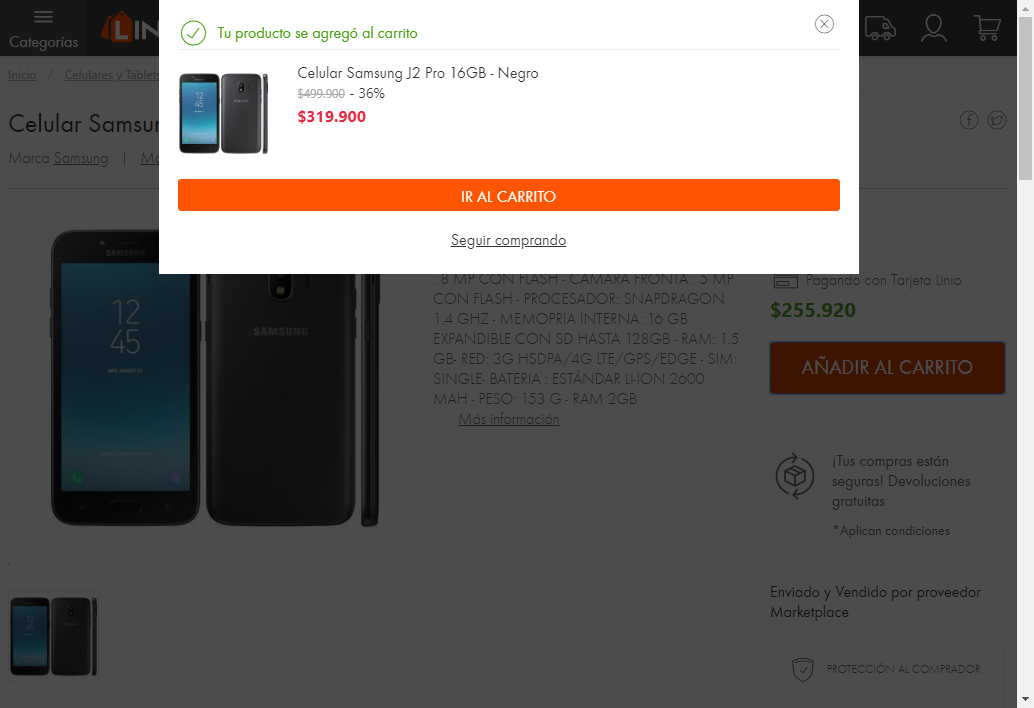 Categorías
LIN
Tu producto se agregó al carrito
Celular Samsung J2 Pro 16GB - Negro
$499.900 - 36%
$319.900
IR AL CARRITO
Seguir comprando
Inicio / Celulares y Tablets
Celular Samsun
Marca Samsung | Mo
SAMSUNG
12
45
SAMSUNG
: 8 MP CON FLASH - CAMARA FRONTA : 5 MP
CON FLASH - PROCESADOR: SNAPDRAGON
1.4 GHZ - MEMOPRIA INTERNA :16 GB
EXPANDIBLE CON SD HASTA 128GB - RAM: 1.5
GB- RED: 3G HSDPA/4G LTE/GPS/EDGE - SIM:
SINGLE- BATERIA : ESTÁNDAR LI-ION 2600
MAH - PESO: 153 G - RAM 2GB
Más información
Pagando con Tarjeta Linio
$255.920
AÑADIR AL CARRITO
¡Tus compras están
seguras! Devoluciones
gratuitas
*Aplican condiciones
Enviado y Vendido por proveedor
Marketplace
PROTECCIÓN AL COMPRADOR